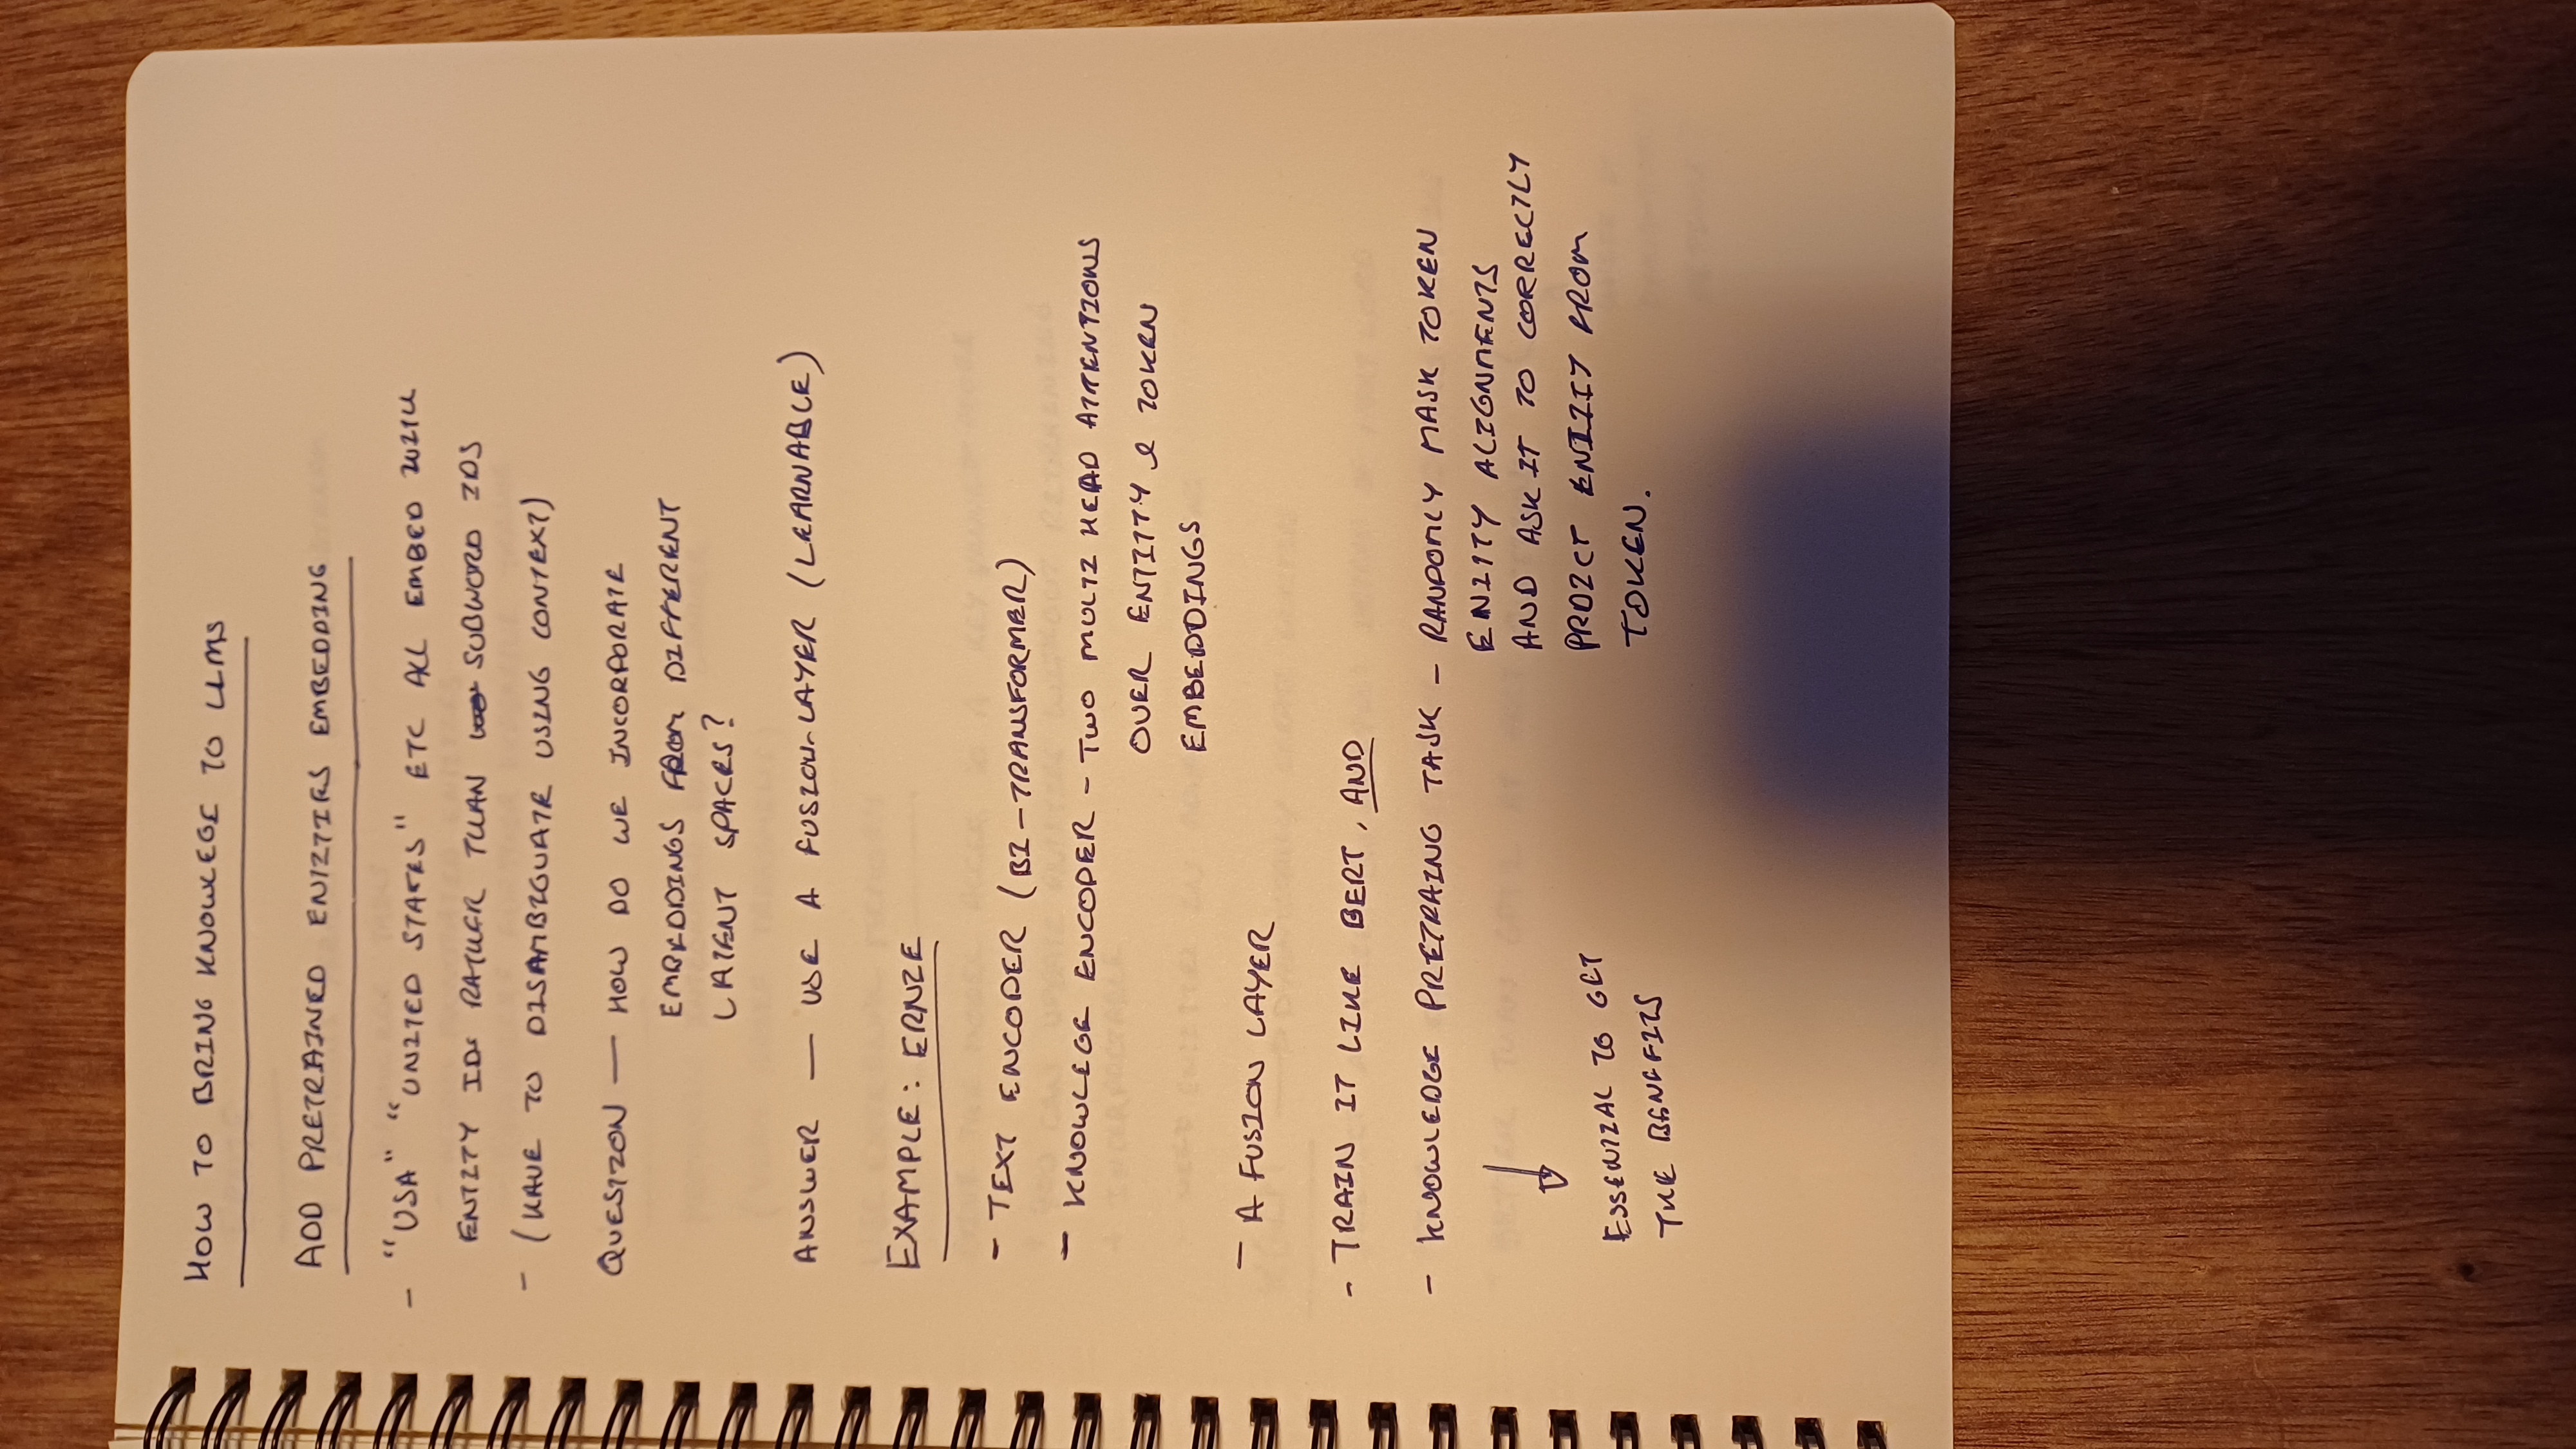 HOW TO BRING KNOWLEGE TO LLMS
ADD PRETRAINED ENITIES EMBEDDING
- "USA" "UNITED STATES" ETC ALL EMBED WITH
ENTITY IDS RATHER THAN SUBWORD IDS
- (HAVE TO DISAMBIGUATE USING CONTEXT)
QUESTION — HOW DO WE INCORPORATE
EMBEDDINGS FROM DIFFERENT
LATENT SPACES?
ANSWER — USE A FUSION-LAYER (LEARNABLE)
EXAMPLE: ERNIE
- TEXT ENCODER (BI-TRANSFORMER)
- KNOWLEGE ENCODER - TWO MULTI HEAD ATTENTIONS
OVER ENTITY & TOKEN
EMBEDDINGS
- A FUSION LAYER
- TRAIN IT LIKE BERT, AND
- KNOWLEDGE PRETRAING TASK - RANDOMLY MASK TOKEN
ENTITY ALIGNMENTS
AND ASK IT TO CORRECTLY
PRDICT ENTITY FROM
TOKEN.
ESSENTIAL TO GET
THE BENEFITS